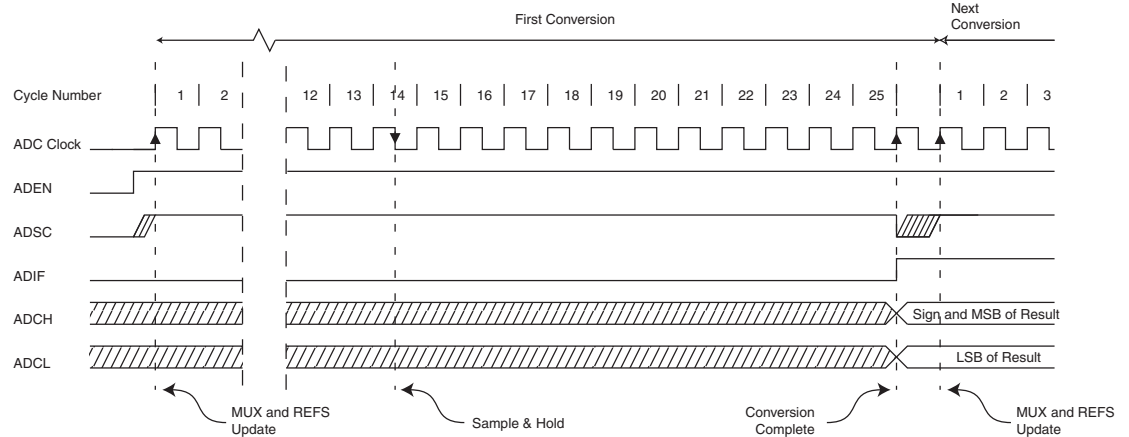 First Conversion
Next
Conversion
Cycle Number 1 2 12 13 14 15 16 17 18 19 20 21 22 23 24 25 1 2 3
ADC Clock
ADEN
ADSC
ADIF
ADCH Sign and MSB of Result
ADCL LSB of Result
MUX and REFS
Update
Sample & Hold
Conversion
Complete
MUX and REFS
Update